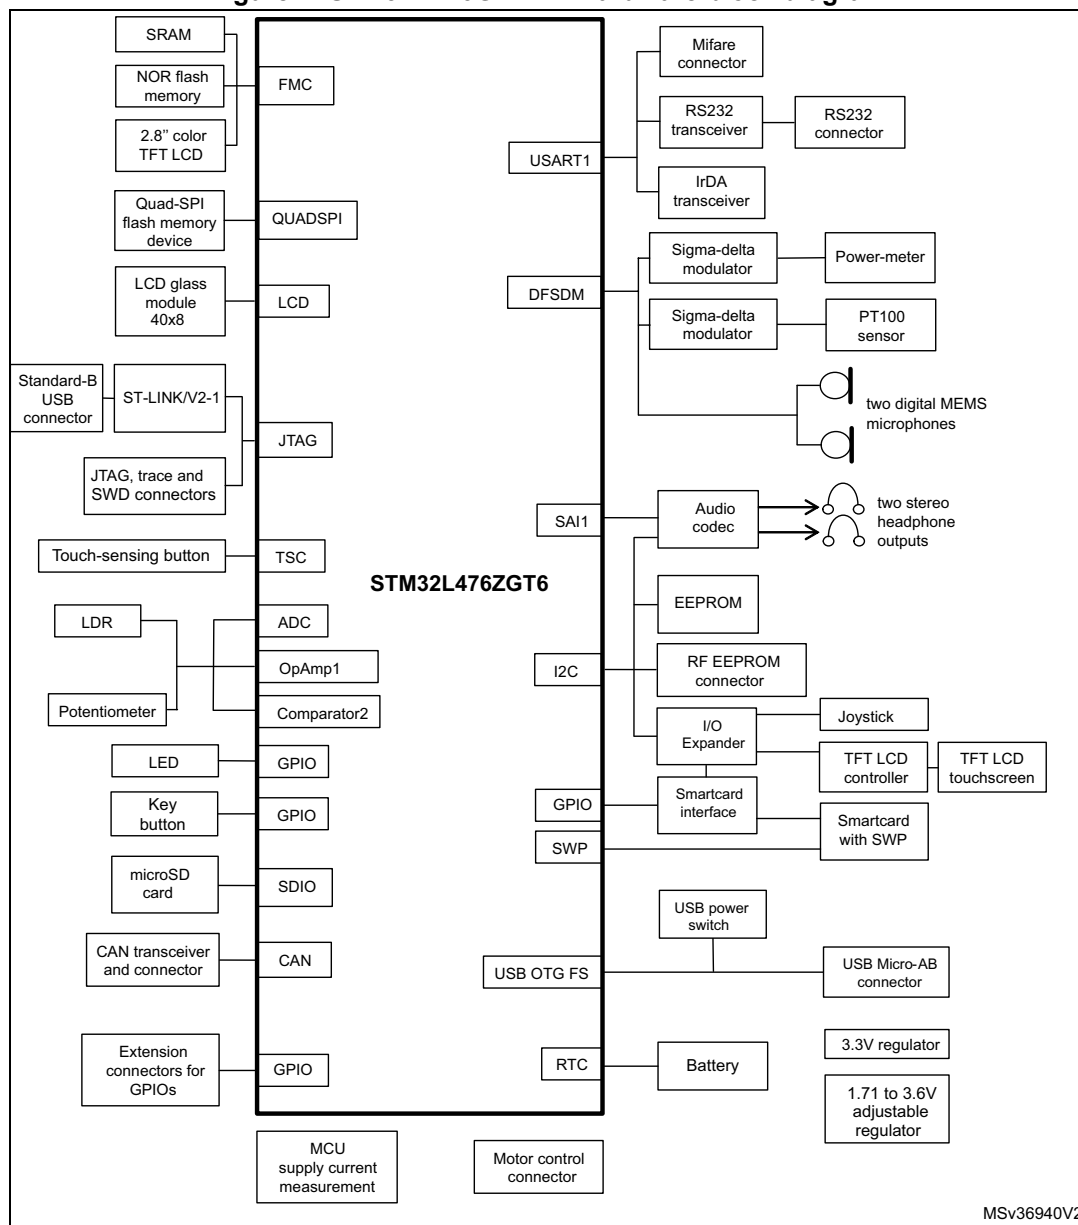 SRAM
NOR flash
memory
2.8” color
TFT LCD
FMC
Quad-SPI
flash memory
device
QUADSPI
LCD glass
module
40x8
LCD
Standard-B
USB
connector
ST-LINK/V2-1
JTAG
JTAG, trace and
SWD connectors
Touch-sensing button
TSC
LDR
ADC
OpAmp1
Potentiometer
Comparator2
LED
GPIO
Key
button
GPIO
microSD
card
SDIO
CAN transceiver
and connector
CAN
Extension
connectors for
GPIOs
GPIO
STM32L476ZGT6
Mifare
connector
RS232
transceiver
RS232
connector
USART1
IrDA
transceiver
Sigma-delta
modulator
Power-meter
DFSDM
Sigma-delta
modulator
PT100
sensor
two digital MEMS
microphones
SAI1
Audio
codec
two stereo
headphone
outputs
EEPROM
I2C
RF EEPROM
connector
I/O
Expander
Joystick
TFT LCD
controller
TFT LCD
touchscreen
GPIO
Smartcard
interface
Smartcard
with SWP
SWP
USB power
switch
USB OTG FS
USB Micro-AB
connector
3.3V regulator
RTC
Battery
1.71 to 3.6V
adjustable
regulator
MCU
supply current
measurement
Motor control
connector
MSv36940V2